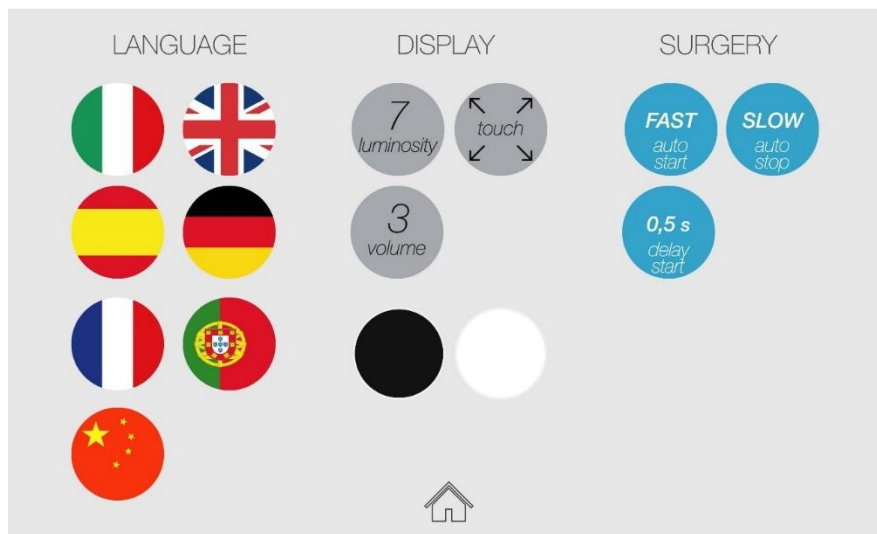 LANGUAGE
DISPLAY
SURGERY
7
luminosity
touch
FAST
auto
start
SLOW
auto
stop
3
volume
0,5 s
delay
start